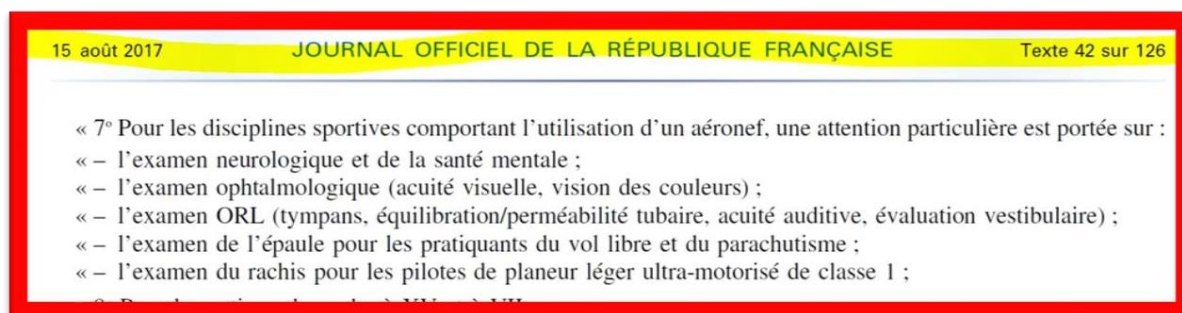 15 août 2017 JOURNAL OFFICIEL DE LA RÉPUBLIQUE FRANÇAISE Texte 42 sur 126
« 7° Pour les disciplines sportives comportant l'utilisation d'un aéronef, une attention particulière est portée sur :
« – l'examen neurologique et de la santé mentale ;
« – l'examen ophtalmologique (acuité visuelle, vision des couleurs) ;
« – l'examen ORL (tympans, équilibration/perméabilité tubaire, acuité auditive, évaluation vestibulaire) ;
« – l'examen de l'épaule pour les pratiquants du vol libre et du parachutisme ;
« – l'examen du rachis pour les pilotes de planeur léger ultra-motorisé de classe 1 ;